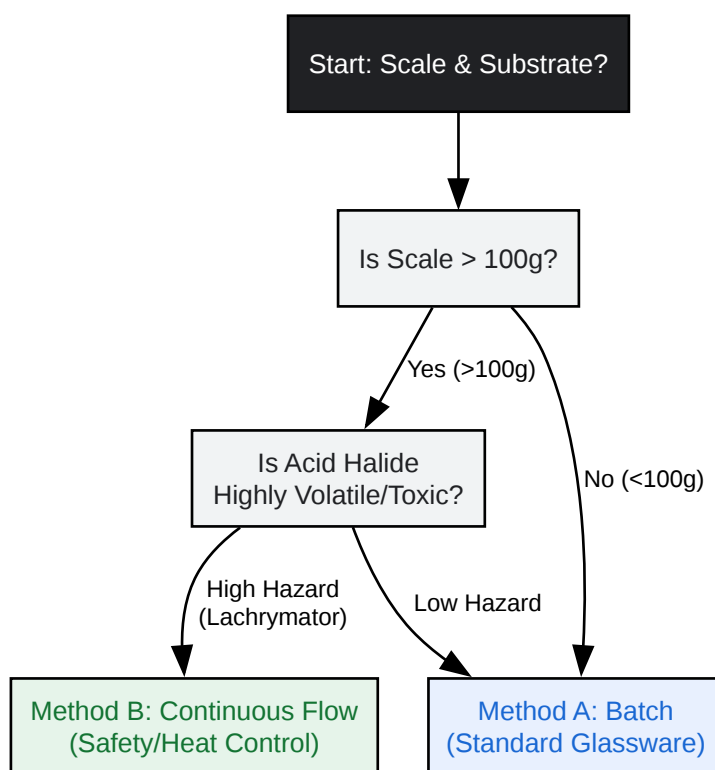 Start: Scale & Substrate?
Is Scale > 100g?
Yes (>100g)
Is Acid Halide
Highly Volatile/Toxic?
No (<100g)
High Hazard
(Lachrymator)
Low Hazard
Method B: Continuous Flow
(Safety/Heat Control)
Method A: Batch
(Standard Glassware)